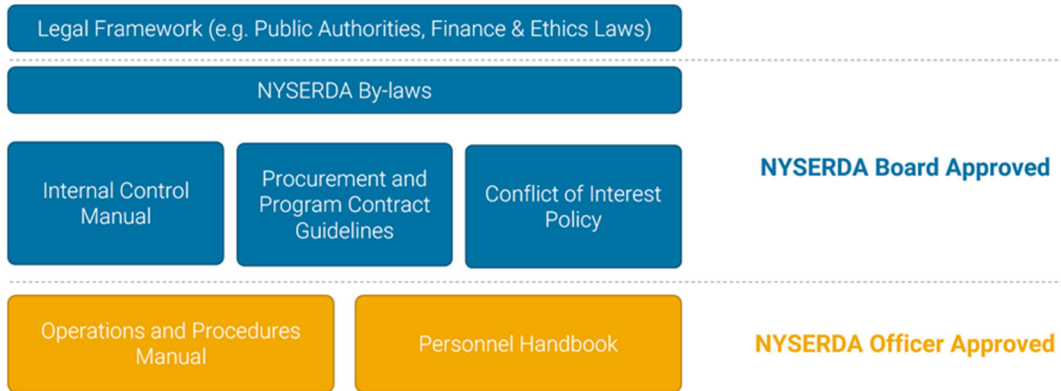 Legal Framework (e.g. Public Authorities, Finance & Ethics Laws)
NYSERDA By-laws
Internal Control
Manual
Procurement and
Program Contract
Guidelines
Conflict of Interest
Policy
NYSERDA Board Approved
Operations and Procedures
Manual
Personnel Handbook
NYSERDA Officer Approved